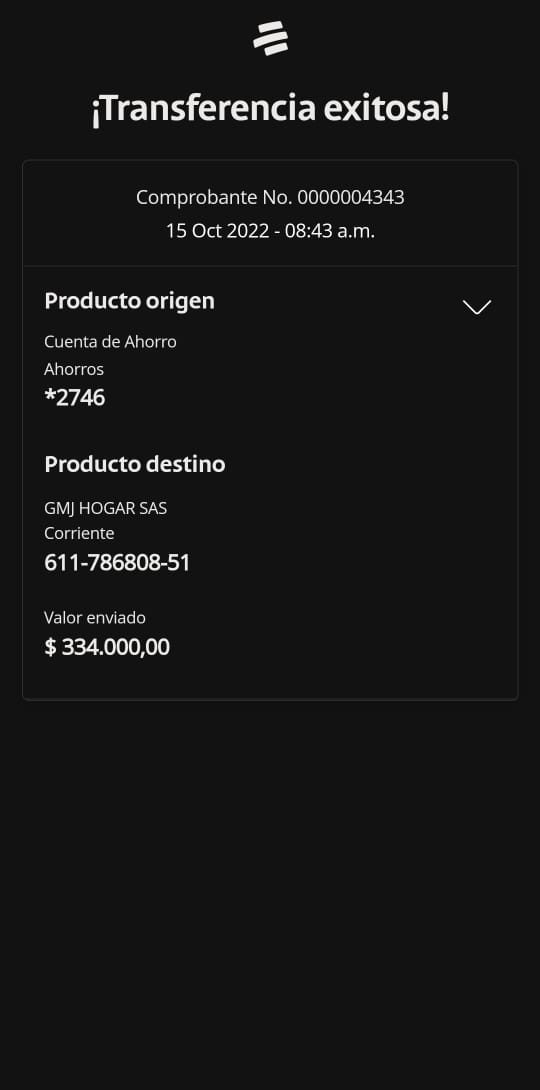 ¡Transferencia exitosa!
Comprobante No. 0000004343
15 Oct 2022 - 08:43 a.m.
Producto origen
Cuenta de Ahorro
Ahorros
*2746
Producto destino
GMJ HOGAR SAS
Corriente
611-786808-51
Valor enviado
$ 334.000,00